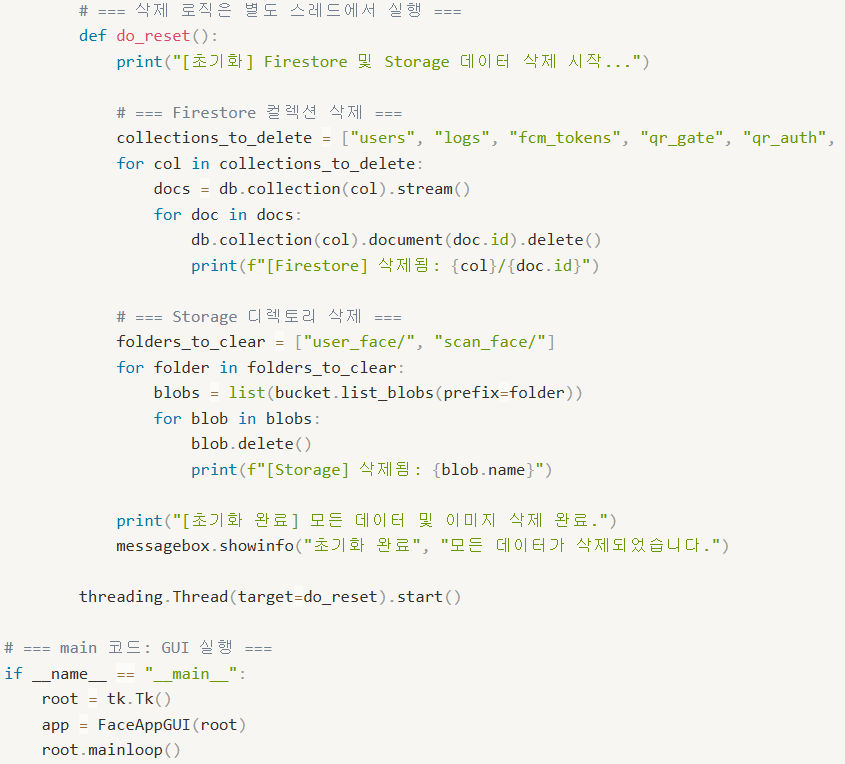 # === 삭제 로직은 별도 스레드에서 실행 ===
def do_reset():
print("[초기화] Firestore 및 Storage 데이터 삭제 시작...")
# === Firestore 컬렉션 삭제 ===
collections_to_delete = ["users", "logs", "fcm_tokens", "qr_gate", "qr_auth",
for col in collections_to_delete:
docs = db.collection(col).stream()
for doc in docs:
db.collection(col).document(doc.id).delete()
print(f"[Firestore] 삭제됨: {col}/{doc.id}")
# === Storage 디렉토리 삭제 ===
folders_to_clear = ["user_face/", "scan_face/"]
for folder in folders_to_clear:
blobs = list(bucket.list_blobs(prefix=folder))
for blob in blobs:
blob.delete()
print(f"[Storage] 삭제됨: {blob.name}")
print("[초기화 완료] 모든 데이터 및 이미지 삭제 완료.")
messagebox.showinfo("초기화 완료", "모든 데이터가 삭제되었습니다.")
threading.Thread(target=do_reset).start()
# === main 코드: GUI 실행 ===
if __name__ == "__main__":
root = tk.Tk()
app = FaceAppGUI(root)
root.mainloop()